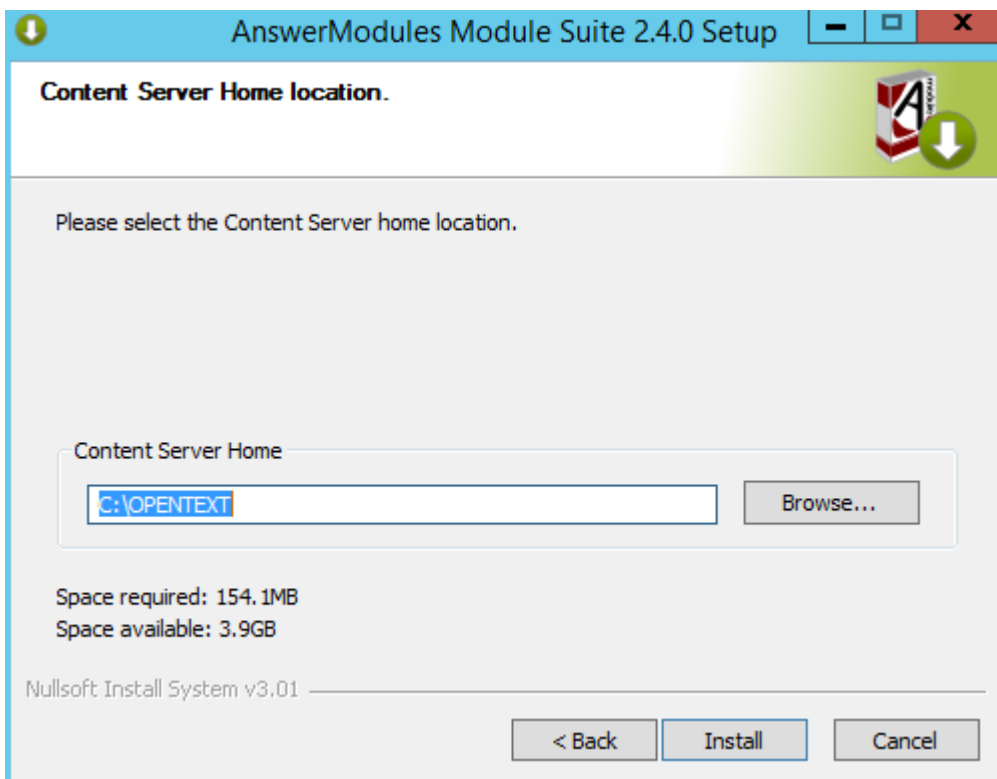 AnswerModules Module Suite 2.4.0 Setup
Content Server Home location.
Please select the Content Server home location.
Content Server Home
C:\OPENTEXT
Browse...
Space required: 154.1MB
Space available: 3.9GB
Nullsoft Install System v3.01
< Back Install Cancel